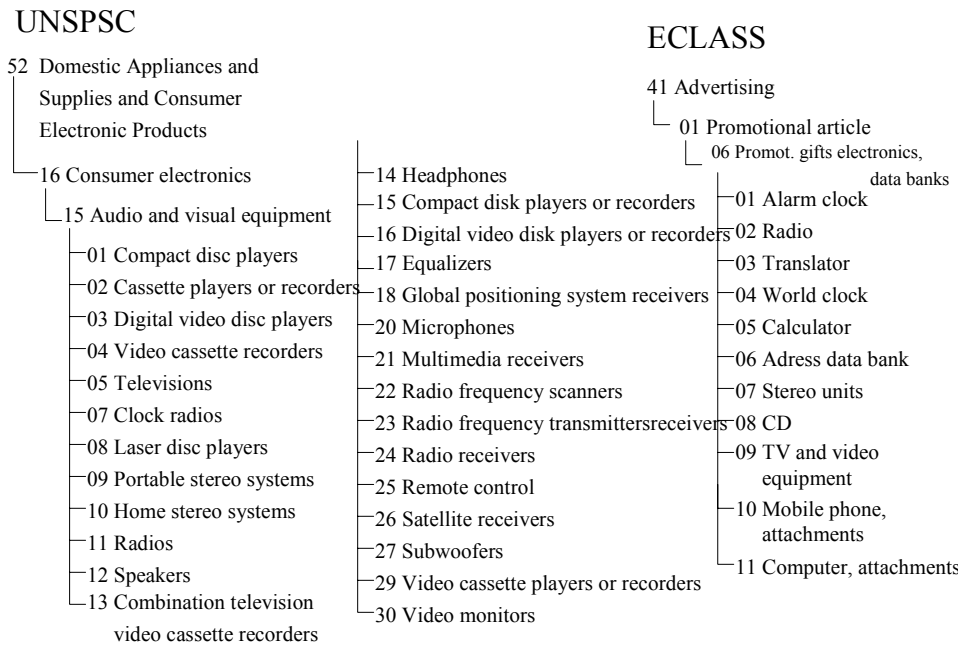 UNSPSC
52 Domestic Appliances and
Supplies and Consumer
Electronic Products
16 Consumer electronics
15 Audio and visual equipment
01 Compact disc players
02 Cassette players or recorders
03 Digital video disc players
04 Video cassette recorders
05 Televisions
07 Clock radios
08 Laser disc players
09 Portable stereo systems
10 Home stereo systems
11 Radios
12 Speakers
13 Combination television
video cassette recorders
14 Headphones
15 Compact disk players or recorders
16 Digital video disk players or recorders
17 Equalizers
18 Global positioning system receivers
20 Microphones
21 Multimedia receivers
22 Radio frequency scanners
23 Radio frequency transmittersreceivers
24 Radio receivers
25 Remote control
26 Satellite receivers
27 Subwoofers
29 Video cassette players or recorders
30 Video monitors
ECLASS
41 Advertising
01 Promotional article
06 Promot. gifts electronics,
data banks
01 Alarm clock
02 Radio
03 Translator
04 World clock
05 Calculator
06 Adress data bank
07 Stereo units
08 CD
09 TV and video
equipment
10 Mobile phone,
attachments
11 Computer, attachments